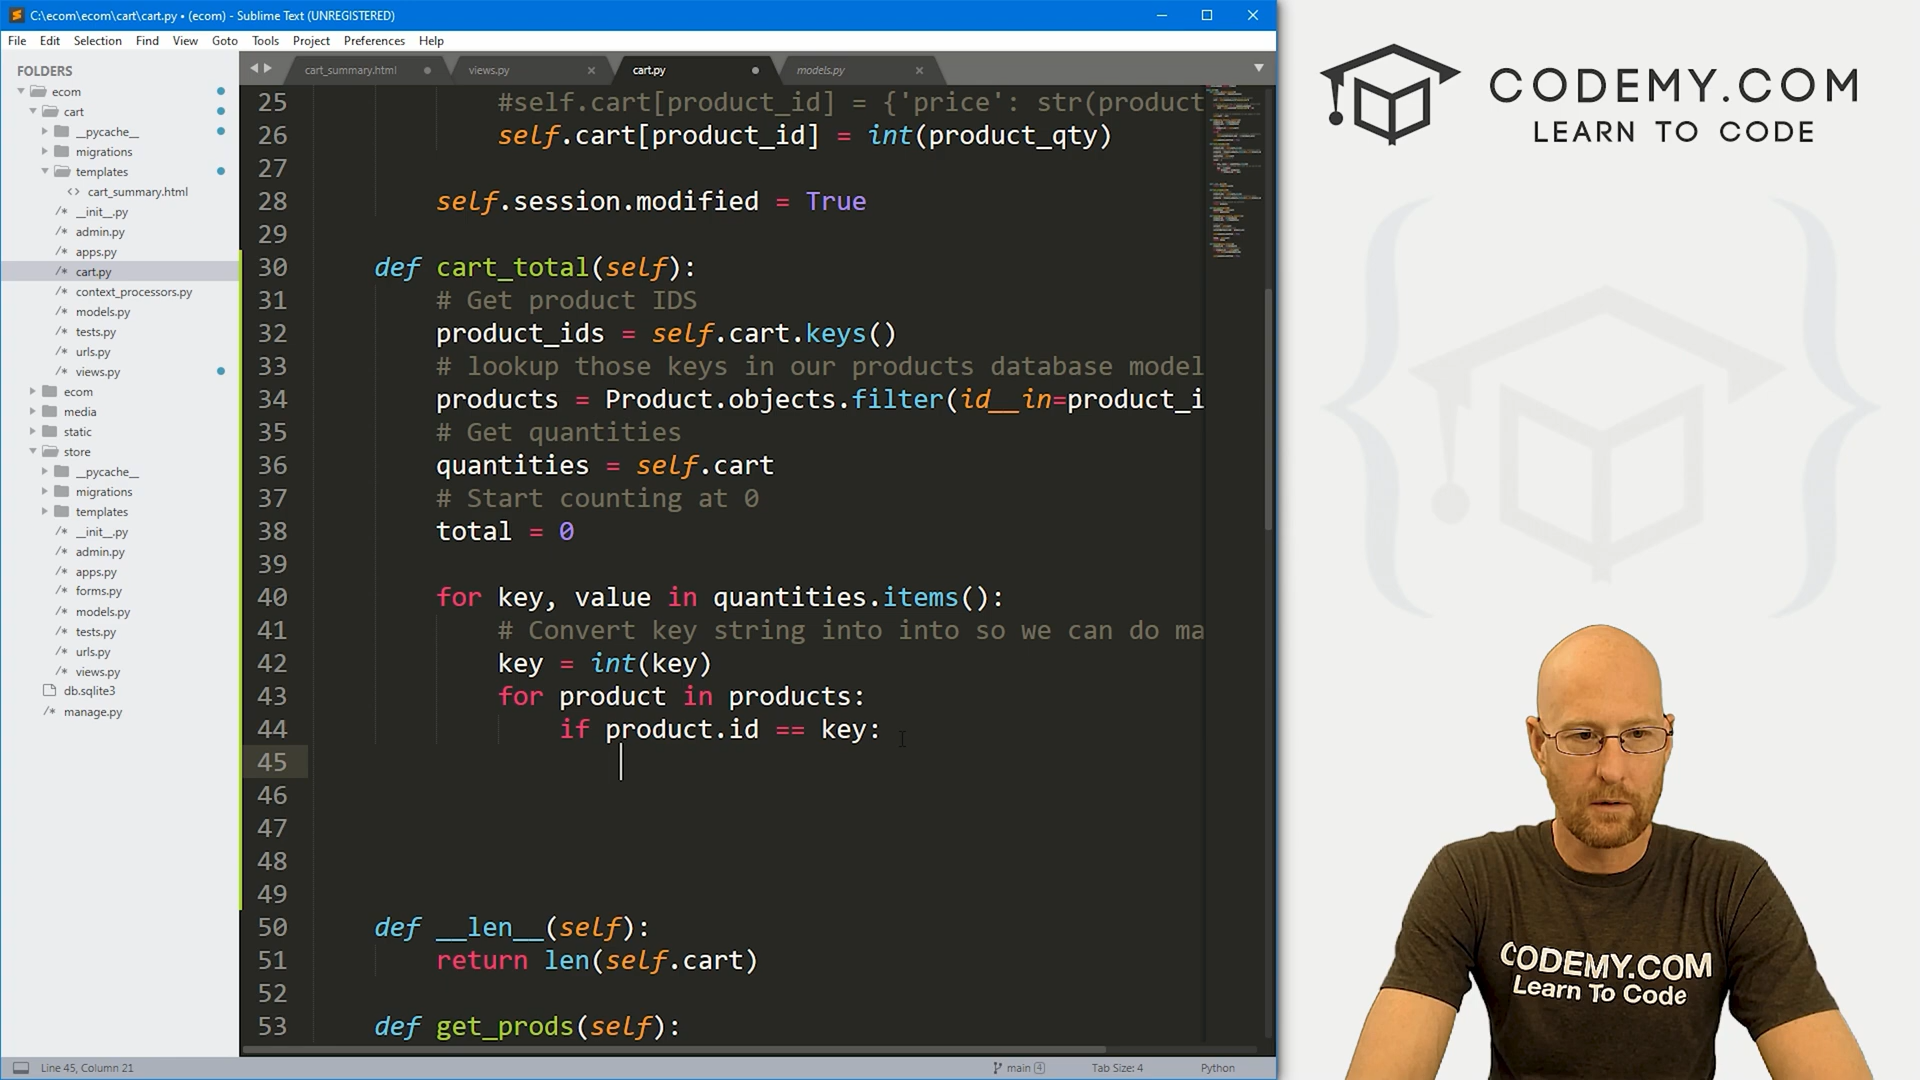 C:\ecom\ecom\cart\cart.py • (ecom) - Sublime Text (UNREGISTERED)
File Edit Selection Find View Goto Tools Project Preferences Help
FOLDERS
ecom
cart
__pycache__
migrations
templates
<> cart_summary.html
/* __init__.py
/* admin.py
/* apps.py
/* cart.py
/* context_processors.py
/* models.py
/* tests.py
/* urls.py
/* views.py
ecom
media
static
store
__pycache__
migrations
templates
/* __init__.py
/* admin.py
/* apps.py
/* forms.py
/* models.py
/* tests.py
/* urls.py
/* views.py
db.sqlite3
manage.py
cart_summary.html views.py cart.py models.py
25 #self.cart[product_id] = {'price': str(product
26 self.cart[product_id] = int(product_qty)
27
28 self.session.modified = True
29
30 def cart_total(self):
31 # Get product IDS
32 product_ids = self.cart.keys()
33 # lookup those keys in our products database model
34 products = Product.objects.filter(id__in=product_i
35 # Get quantities
36 quantities = self.cart
37 # Start counting at 0
38 total = 0
39
40 for key, value in quantities.items():
41 # Convert key string into into so we can do ma
42 key = int(key)
43 for product in products:
44 if product.id == key:
45
46
47
48
49
50 def __len__(self):
51 return len(self.cart)
52
53 def get_prods(self):
Line 45, Column 21
main 4
Tab Size: 4
Python
CODEMY.COM
LEARN TO CODE
CODEMY.COM
Learn To Code